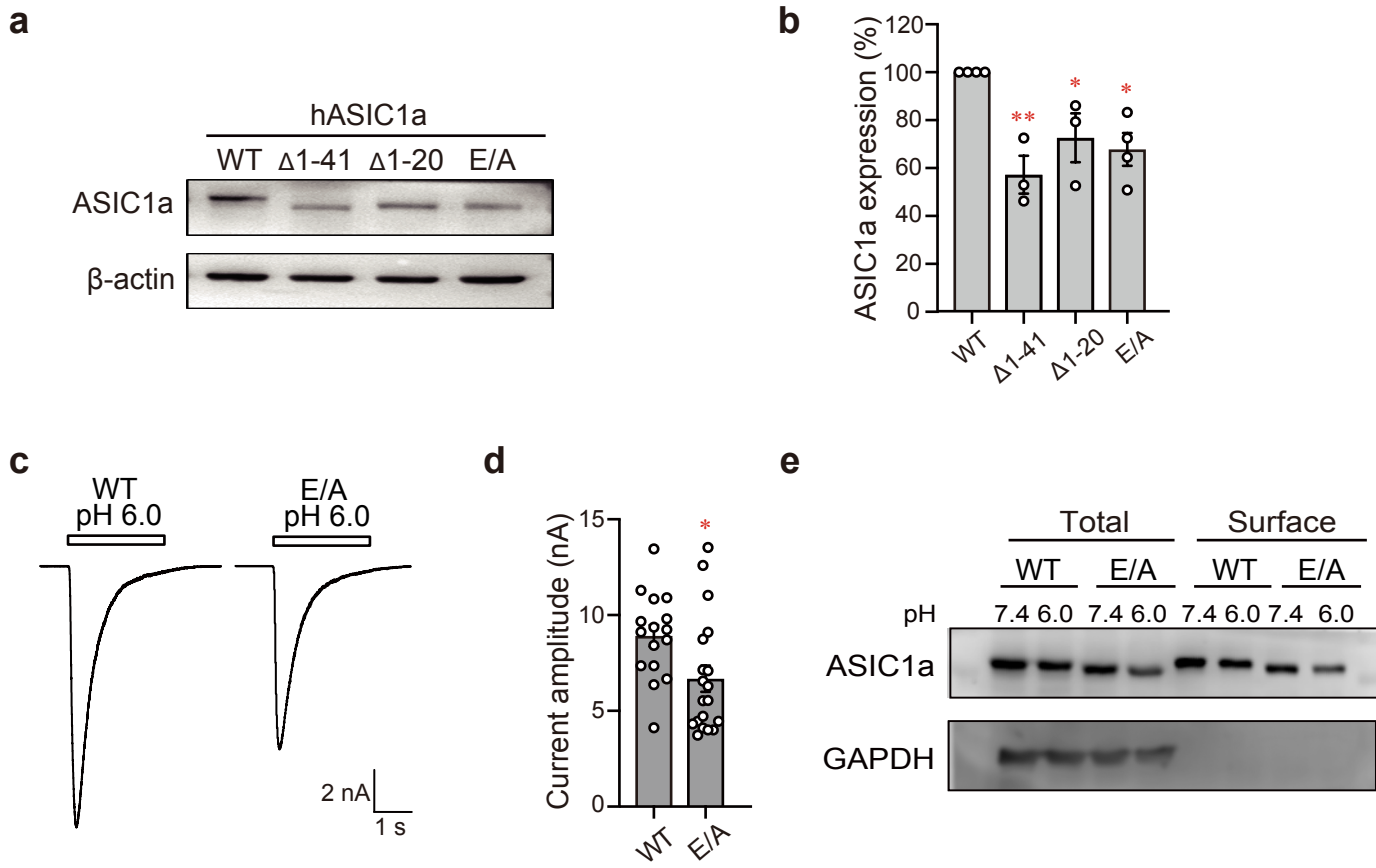 a
hASIC1a
WT Δ1-41 Δ1-20 E/A
ASIC1a
β-actin
b
ASIC1a expression (%)
120
100
80
60
40
20
0
** * *
WT Δ1-41 Δ1-20 E/A
c
WT
pH 6.0
E/A
pH 6.0
2 nA
1 s
d
Current amplitude (nA)
15
10
5
0
*
WT E/A
e
Total Surface
WT E/A WT E/A
pH 7.4 6.0 7.4 6.0 7.4 6.0 7.4 6.0
ASIC1a
GAPDH